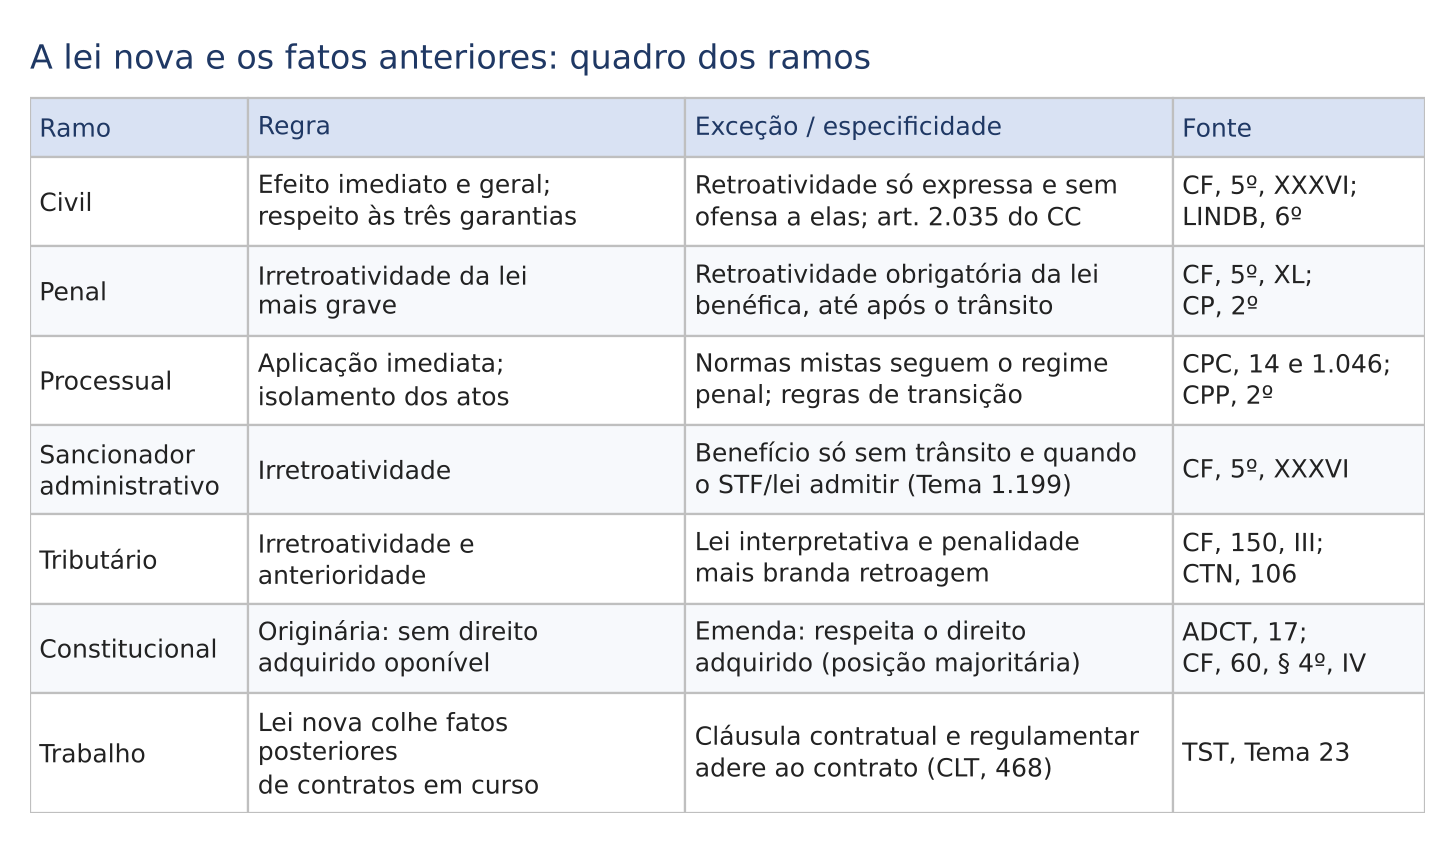 A lei nova e os fatos anteriores: quadro dos ramos
Ramo
Regra
Exceção / especificidade
Fonte
Civil
Efeito imediato e geral;
respeito às três garantias
Retroatividade só expressa e sem
ofensa a elas; art. 2.035 do CC
CF, 5º, XXXVI;
LINDB, 6º
Penal
Irretroatividade da lei
mais grave
Retroatividade obrigatória da lei
benéfica, até após o trânsito
CF, 5º, XL;
CP, 2º
Processual
Aplicação imediata;
isolamento dos atos
Normas mistas seguem o regime
penal; regras de transição
CPC, 14 e 1.046;
CPP, 2º
Sancionador
administrativo
Irretroatividade
Benefício só sem trânsito e quando
o STF/lei admitir (Tema 1.199)
CF, 5º, XXXVI
Tributário
Irretroatividade e
anterioridade
Lei interpretativa e penalidade
mais branda retroagem
CF, 150, III;
CTN, 106
Constitucional
Originária: sem direito
adquirido oponível
Emenda: respeita o direito
adquirido (posição majoritária)
ADCT, 17;
CF, 60, § 4º, IV
Trabalho
Lei nova colhe fatos
posteriores
de contratos em curso
Cláusula contratual e regulamentar
adere ao contrato (CLT, 468)
TST, Tema 23